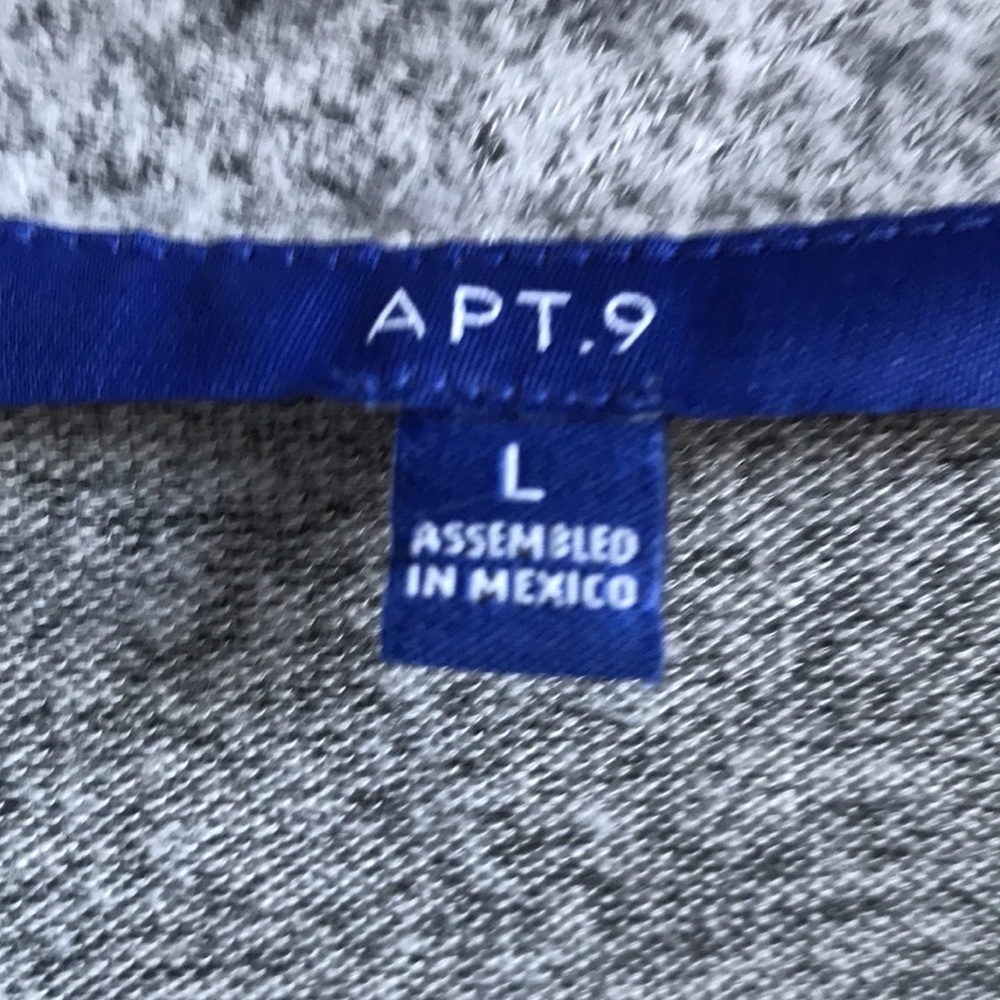 APT.9
L
ASSEMBLED
IN MEXICO